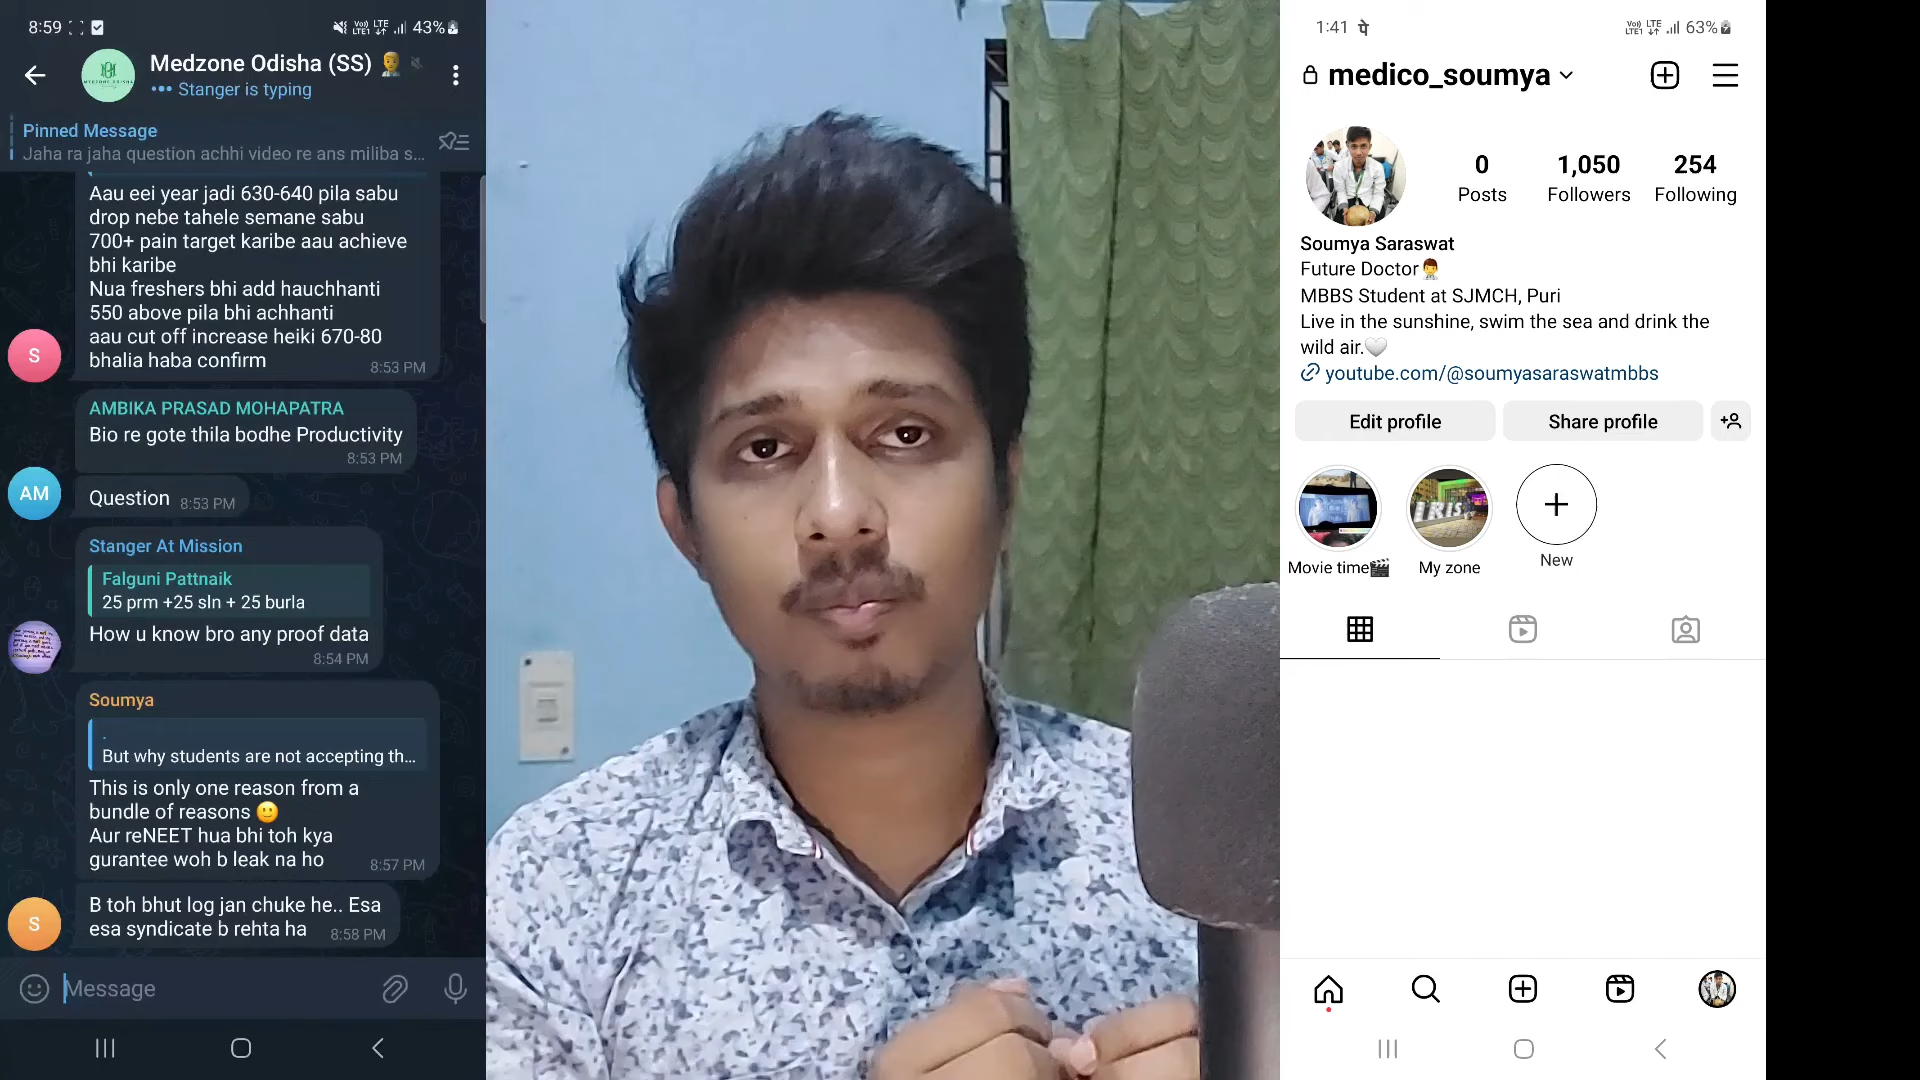 8:59
Vo)) LTE
LTE1
43%
Medzone Odisha (SS)
Stanger is typing
Pinned Message
Jaha ra jaha question achhi video re ans miliba s...
Aau eei year jadi 630-640 pila sabu
drop nebe tahele semane sabu
700+ pain target karibe aau achieve
bhi karibe
Nua freshers bhi add hauchhanti
550 above pila bhi achhanti
aau cut off increase heiki 670-80
bhalia haba confirm
8:53 PM
S
AMBIKA PRASAD MOHAPATRA
Bio re gote thila bodhe Productivity
8:53 PM
AM
Question 8:53 PM
Stanger At Mission
Falguni Pattnaik
25 prm +25 sln + 25 burla
How u know bro any proof data
8:54 PM
Soumya
.
But why students are not accepting th...
This is only one reason from a
bundle of reasons
Aur reNEET hua bhi toh kya
gurantee woh b leak na ho
8:57 PM
B toh bhut log jan chuke he.. Esa
esa syndicate b rehta ha
8:58 PM
S
Message
1:41 पे
Vo)) LTE
LTE1
63%
medico_soumya
0
Posts
1,050
Followers
254
Following
Soumya Saraswat
Future Doctor
MBBS Student at SJMCH, Puri
Live in the sunshine, swim the sea and drink the
wild air.
youtube.com/@soumyasaraswatmbbs
Edit profile
Share profile
IRIS
Movie time
My zone
New